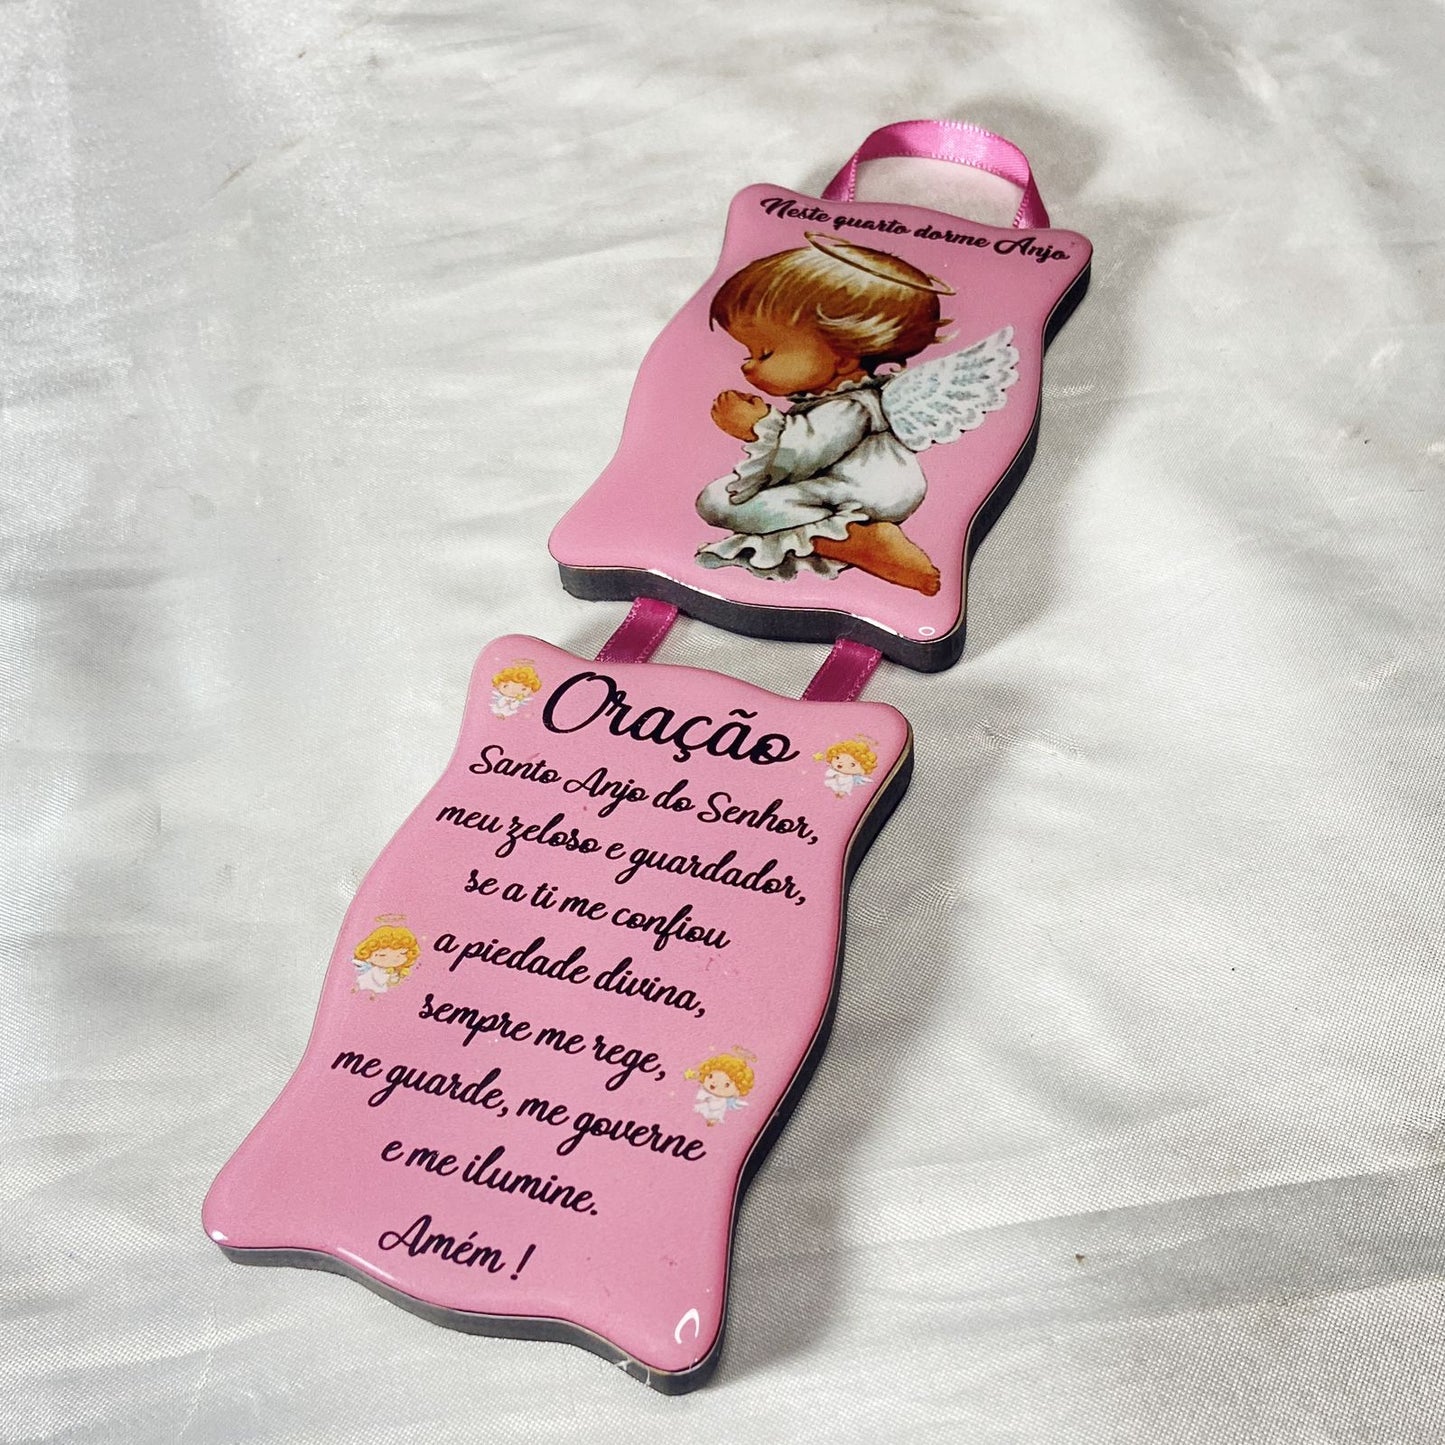 Neste quarto dorme Anjo
Oração
Santo Anjo do Senhor,
meu zeloso e guardador,
se a ti me confiou
a piedade divina,
sempre me rege,
me guarde, me governe
e me ilumine.
Amém !